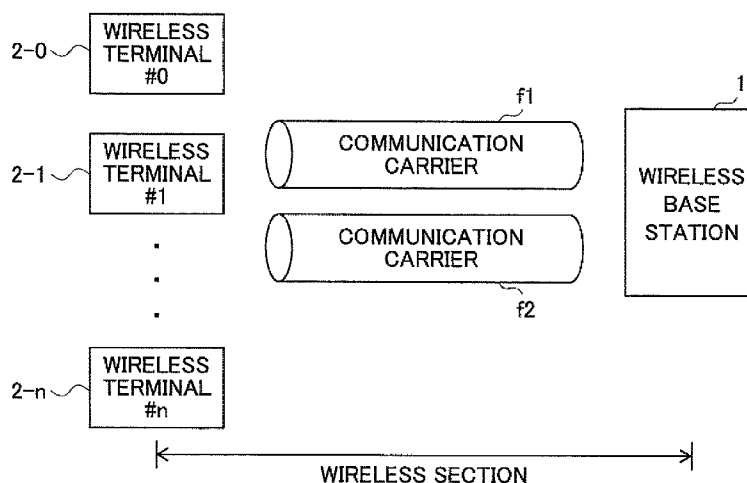 2-0
WIRELESS
TERMINAL
#0
2-1
WIRELESS
TERMINAL
#1
2-n
WIRELESS
TERMINAL
#n
f1
COMMUNICATION
CARRIER
COMMUNICATION
CARRIER
f2
1
WIRELESS
BASE
STATION
WIRELESS SECTION